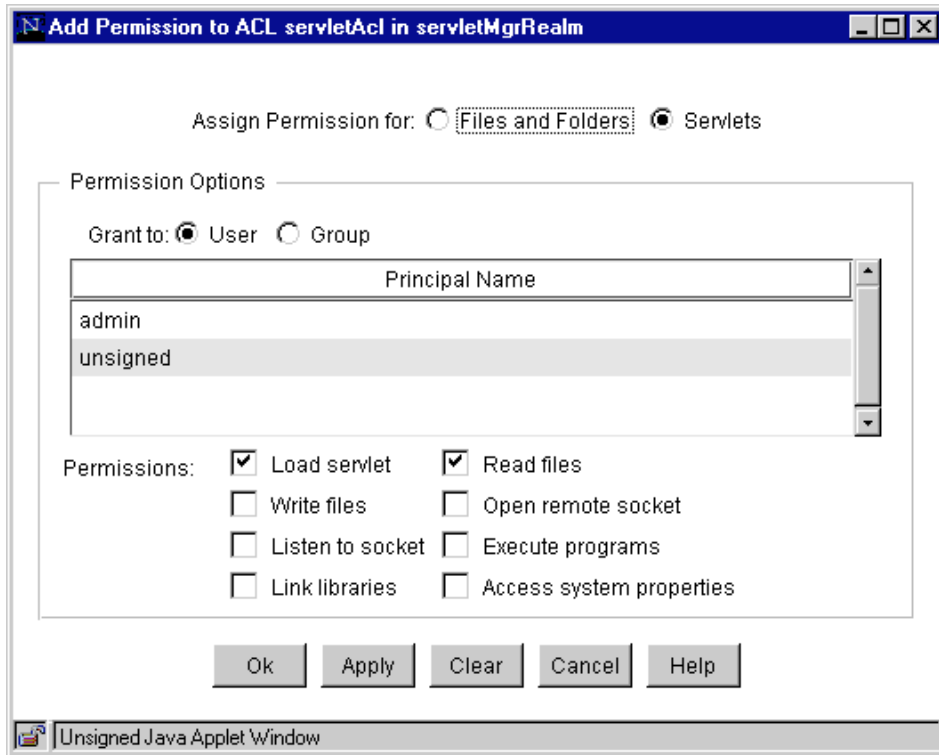 N Add Permission to ACL servletAcl in servletMgrRealm
Assign Permission for: Files and Folders Servlets
Permission Options
Grant to: User Group
Principal Name
admin
unsigned
Permissions: Load servlet Read files
Write files Open remote socket
Listen to socket Execute programs
Link libraries Access system properties
Ok Apply Clear Cancel Help
Unsigned Java Applet Window